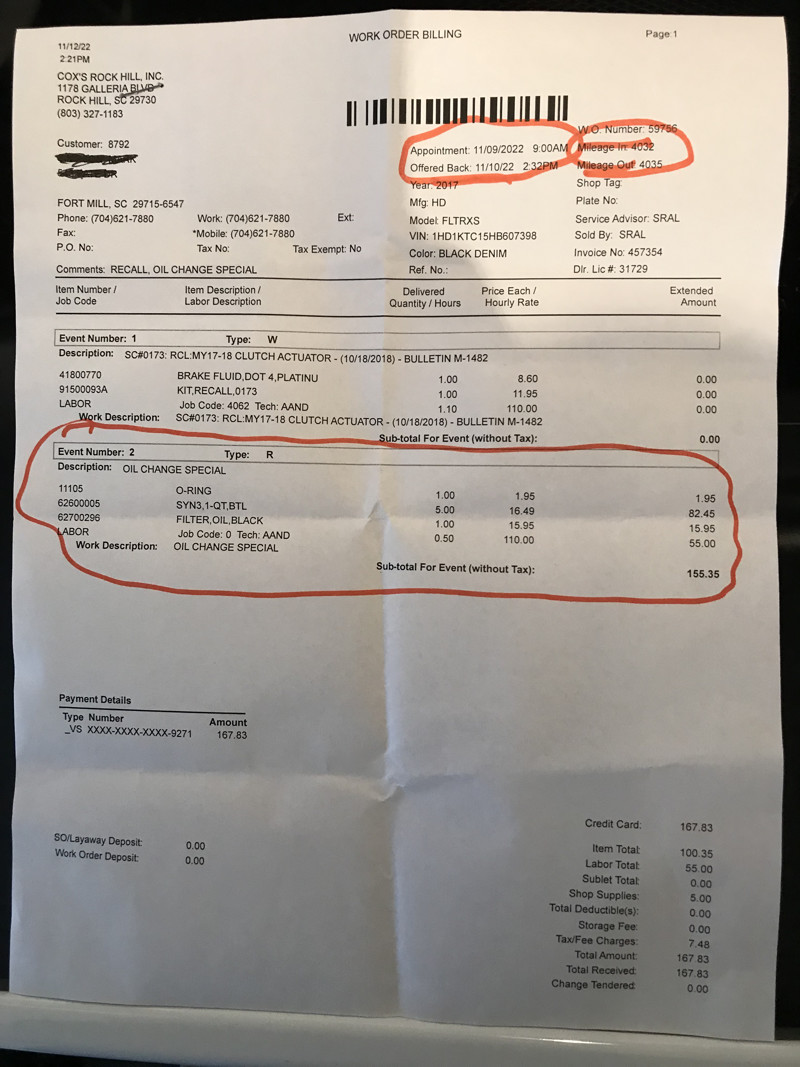 WORK ORDER BILLING
Page:1
11/12/22
2:21PM
COX'S ROCK HILL, INC.
1178 GALLERIA BLVD
ROCK HILL, SC 29730
(803) 327-1183
W.O. Number: 59756
Customer: 8792
Appointment: 11/09/2022 9:00AM
Mileage In: 4032
Offered Back: 11/10/22 2:32PM
Mileage Out: 4035
Year: 2017
Shop Tag:
FORT MILL, SC 29715-6547
Mfg: HD
Plate No:
Phone: (704)621-7880 Work: (704)621-7880 Ext:
Model: FLTRXS
Service Advisor: SRAL
Fax: *Mobile: (704)621-7880
VIN: 1HD1KTC15HB607398
Sold By: SRAL
P.O. No: Tax No: Tax Exempt: No
Color: BLACK DENIM
Invoice No: 457354
Comments: RECALL, OIL CHANGE SPECIAL
Ref. No.:
Dlr. Lic #: 31729
Item Number / Item Description / Delivered Price Each / Extended
Job Code Labor Description Quantity / Hours Hourly Rate Amount
Event Number: 1 Type: W
Description: SC#0173: RCL:MY17-18 CLUTCH ACTUATOR - (10/18/2018) - BULLETIN M-1482
41800770 BRAKE FLUID,DOT 4,PLATINU 1.00 8.60 0.00
91500093A KIT,RECALL,0173 1.00 11.95 0.00
LABOR Job Code: 4062 Tech: AAND 1.10 110.00 0.00
Work Description: SC#0173: RCL:MY17-18 CLUTCH ACTUATOR - (10/18/2018) - BULLETIN M-1482
Sub-total For Event (without Tax): 0.00
Event Number: 2 Type: R
Description: OIL CHANGE SPECIAL
11105 O-RING 1.00 1.95 1.95
62600005 SYN3,1-QT,BTL 5.00 16.49 82.45
62700296 FILTER,OIL,BLACK 1.00 15.95 15.95
LABOR Job Code: 0 Tech: AAND 0.50 110.00 55.00
Work Description: OIL CHANGE SPECIAL
Sub-total For Event (without Tax): 155.35
Payment Details
Type Number Amount
_VS XXXX-XXXX-XXXX-9271 167.83
SO/Layaway Deposit: 0.00
Work Order Deposit: 0.00
Credit Card: 167.83
Item Total: 100.35
Labor Total: 55.00
Sublet Total: 0.00
Shop Supplies: 5.00
Total Deductible(s): 0.00
Storage Fee: 0.00
Tax/Fee Charges: 7.48
Total Amount: 167.83
Total Received: 167.83
Change Tendered: 0.00